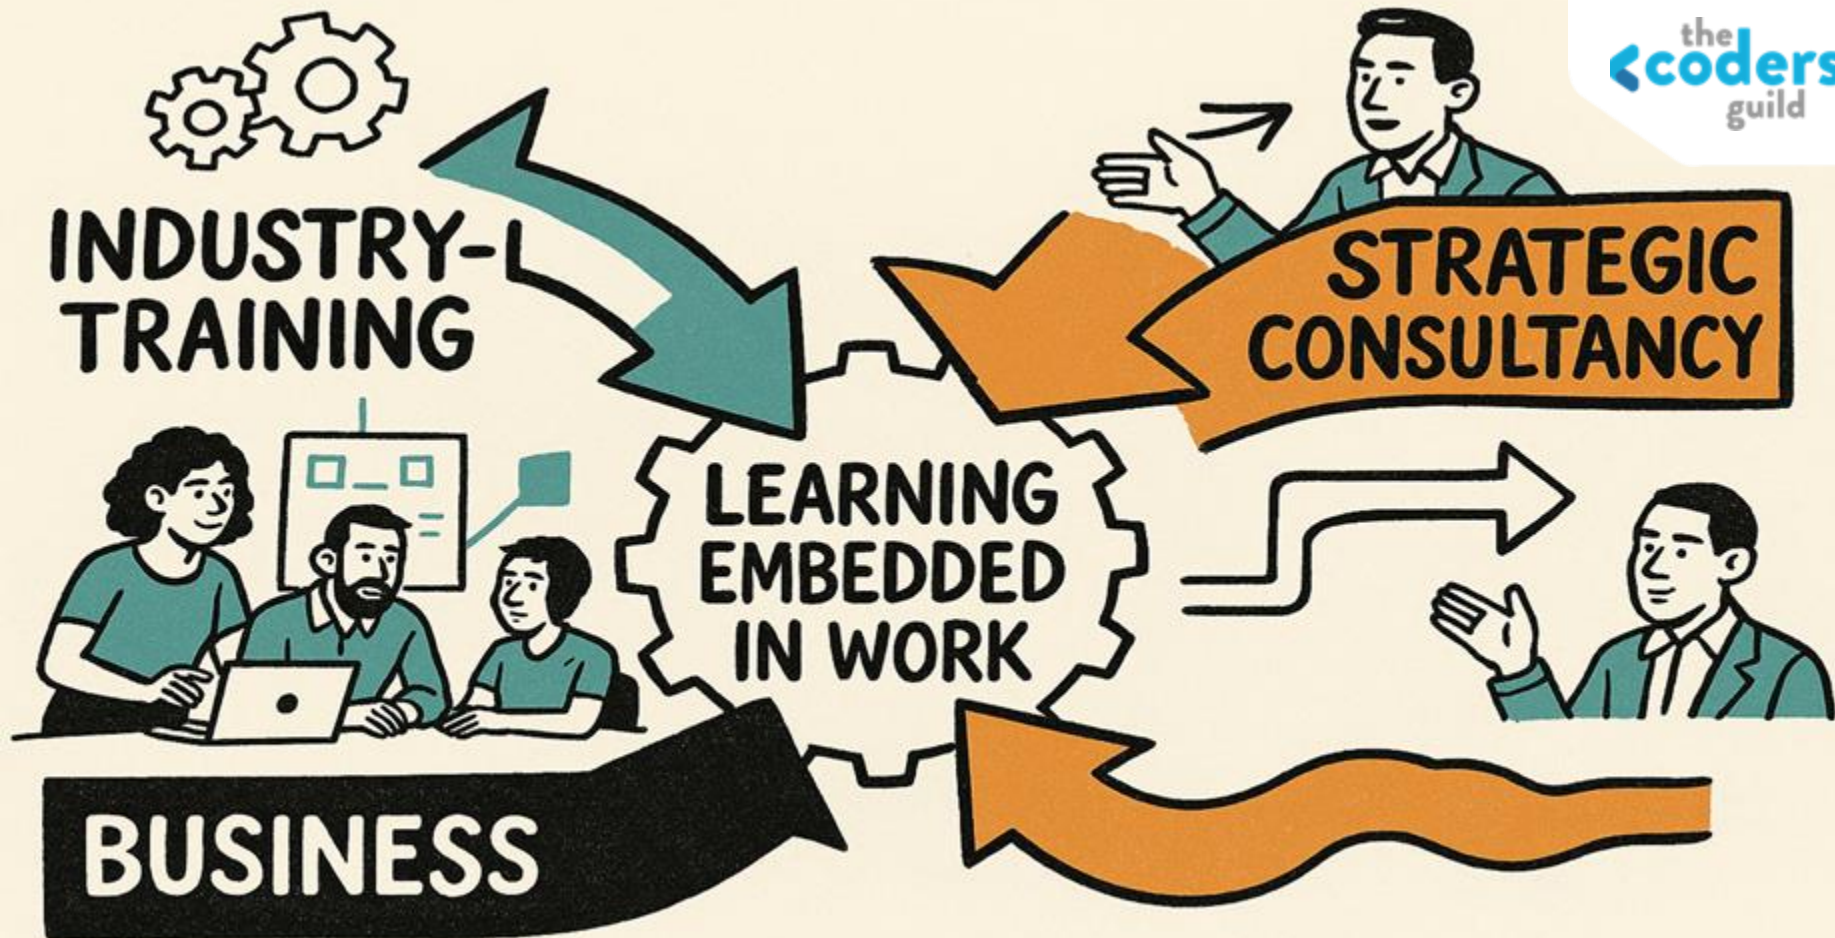 the
coders
guild
INDUSTRY-L
TRAINING
STRATEGIC
CONSULTANCY
LEARNING
EMBEDDED
IN WORK
BUSINESS